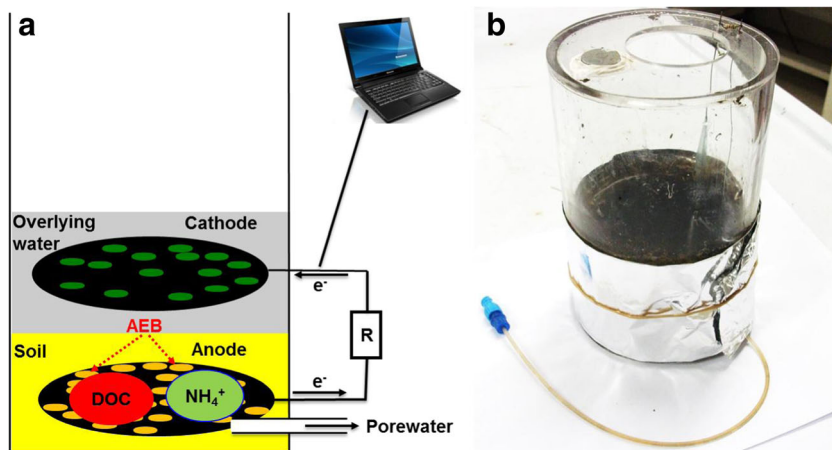 a
b
Overlying
water
Cathode
e-
R
AEB
Soil
Anode
e-
DOC
NH₄⁺
Porewater